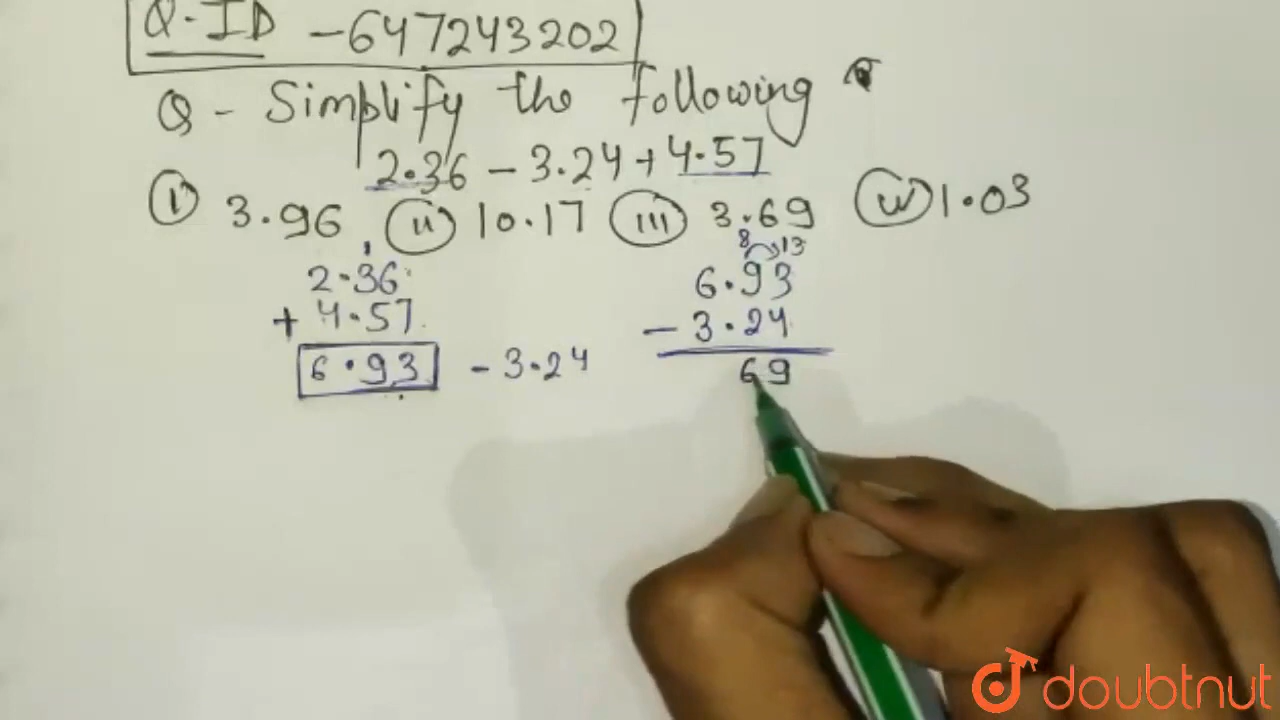 Q-ID -647243202
Q - Simplify the following
2.36 - 3.24 + 4.57
(i) 3.96 (ii) 10.17 (iii) 3.69 (iv) 1.03
1
2.36
+ 4.57
6.93 - 3.24
8 13
6.93
- 3.24
69
doubtnut